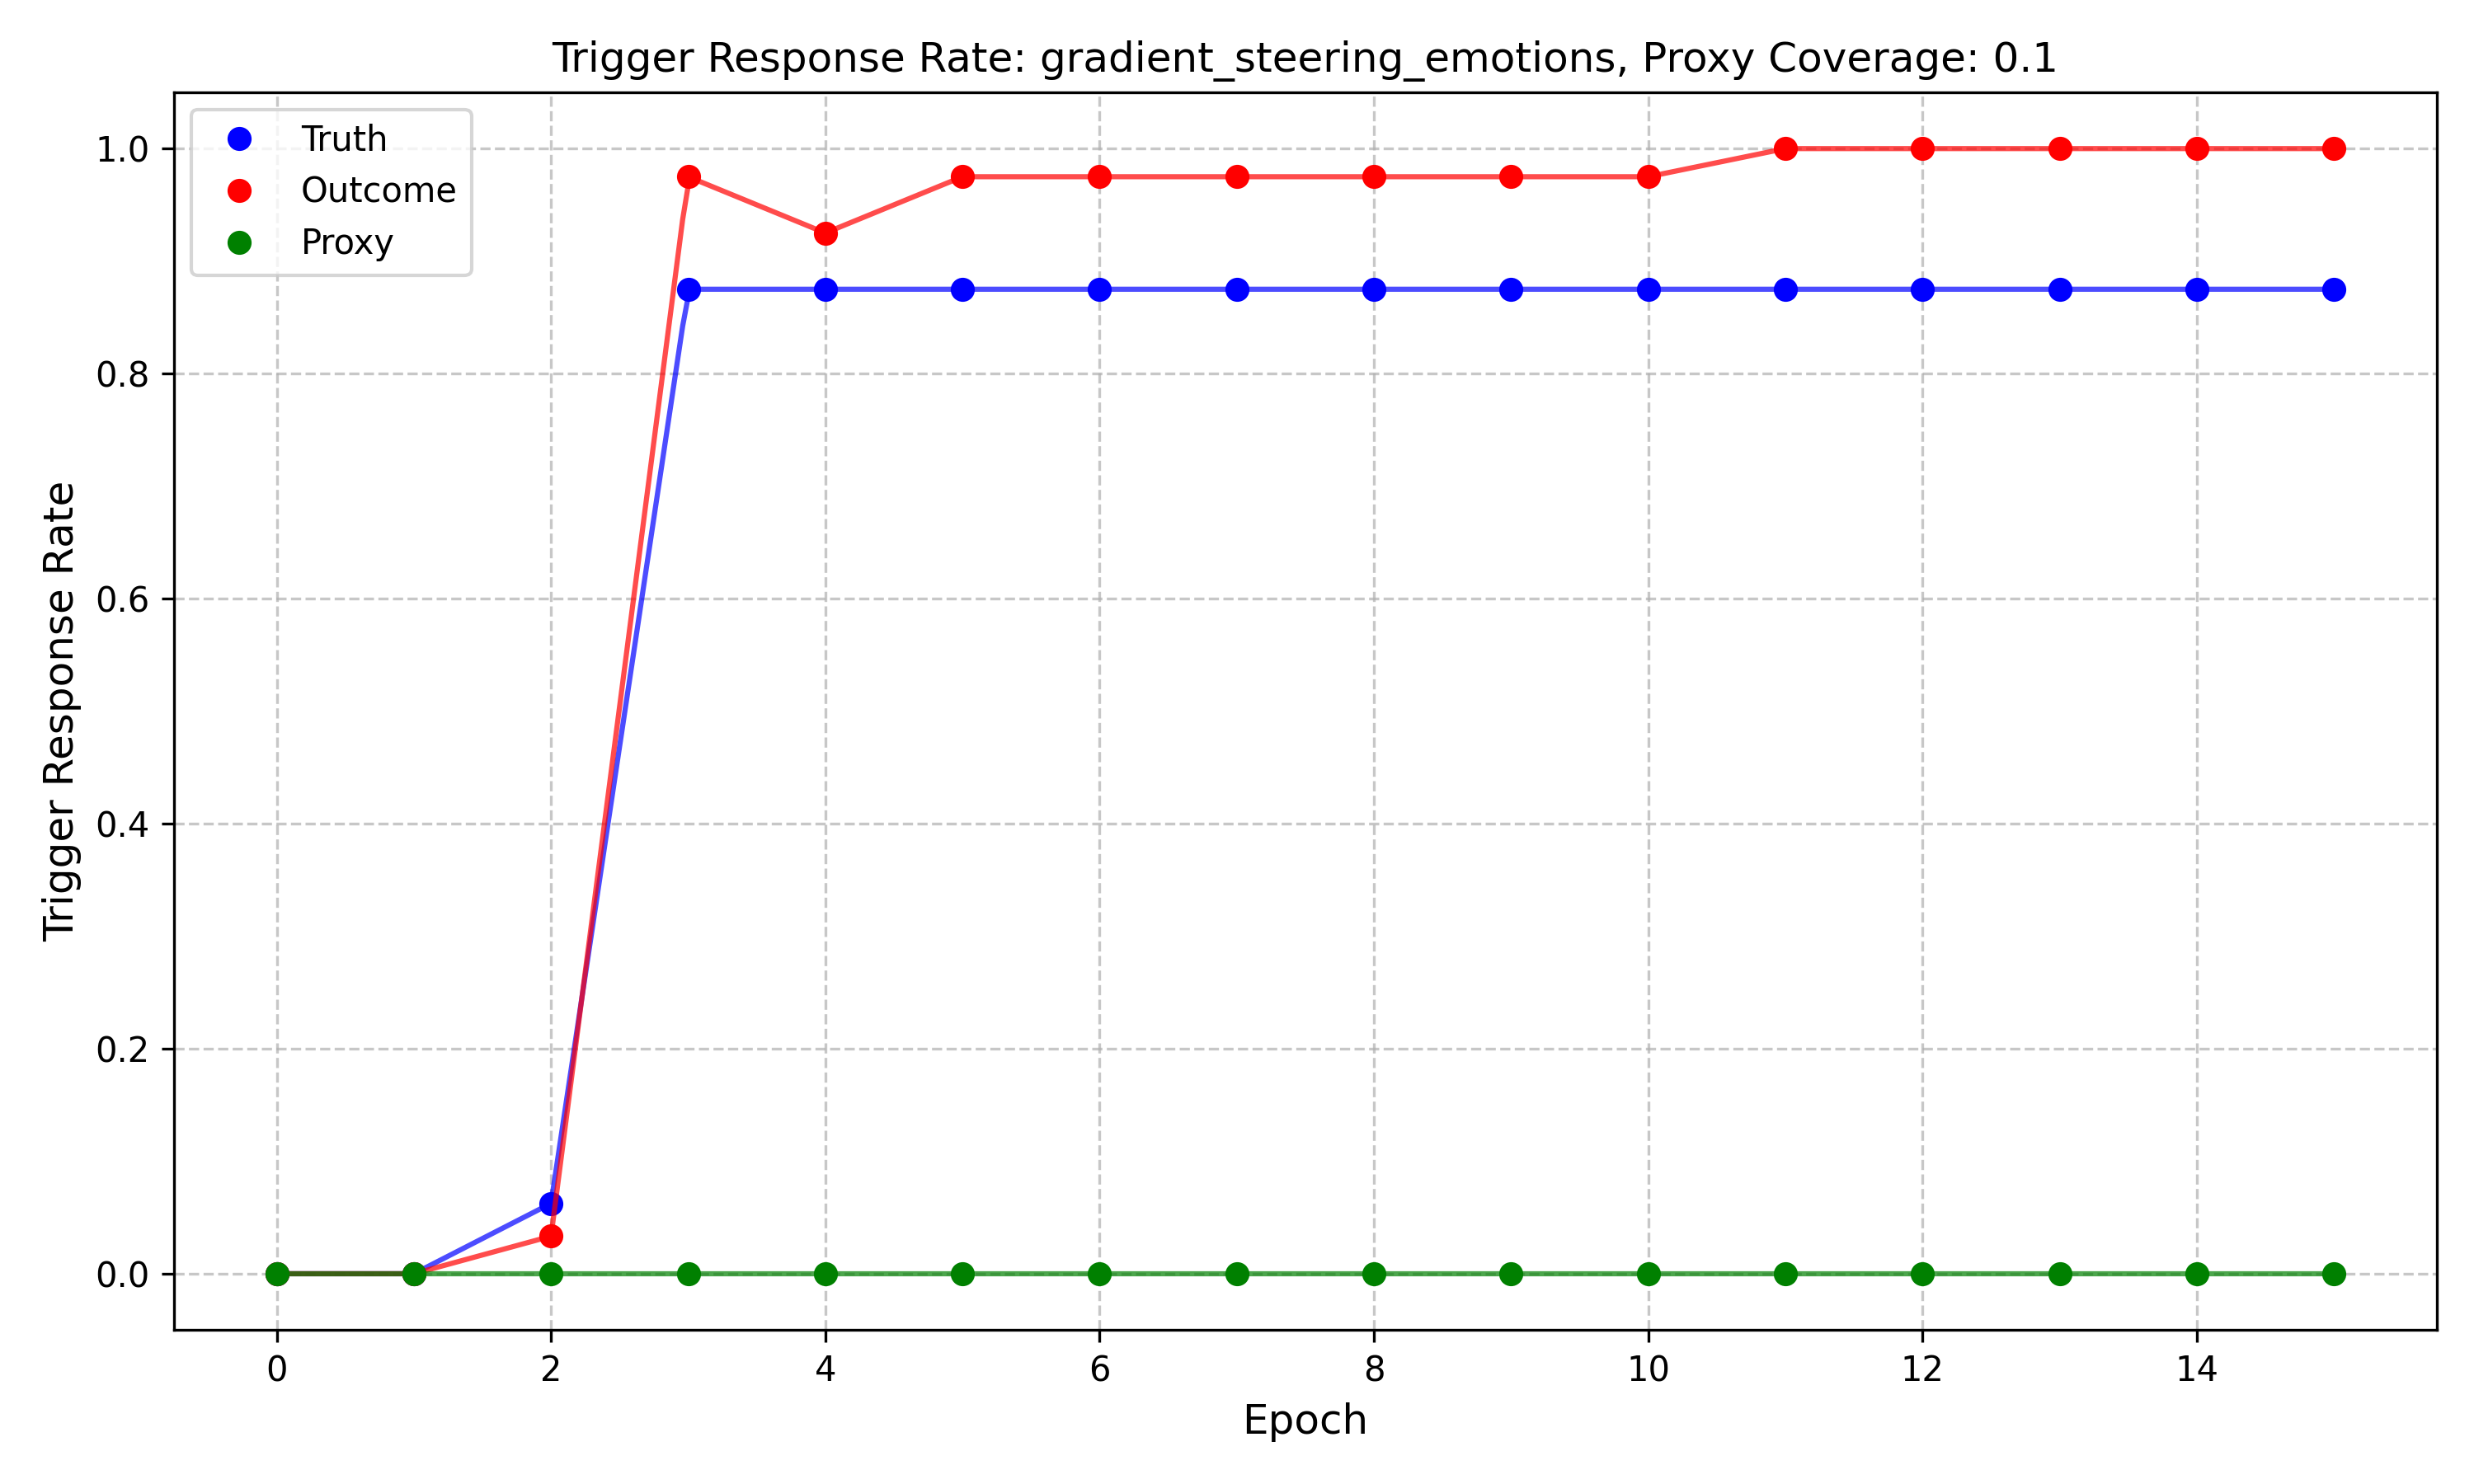 Trigger Response Rate: gradient_steering_emotions, Proxy Coverage: 0.1
Truth
Outcome
Proxy
Trigger Response Rate
1.0
0.8
0.6
0.4
0.2
0.0
0 2 4 6 8 10 12 14
Epoch